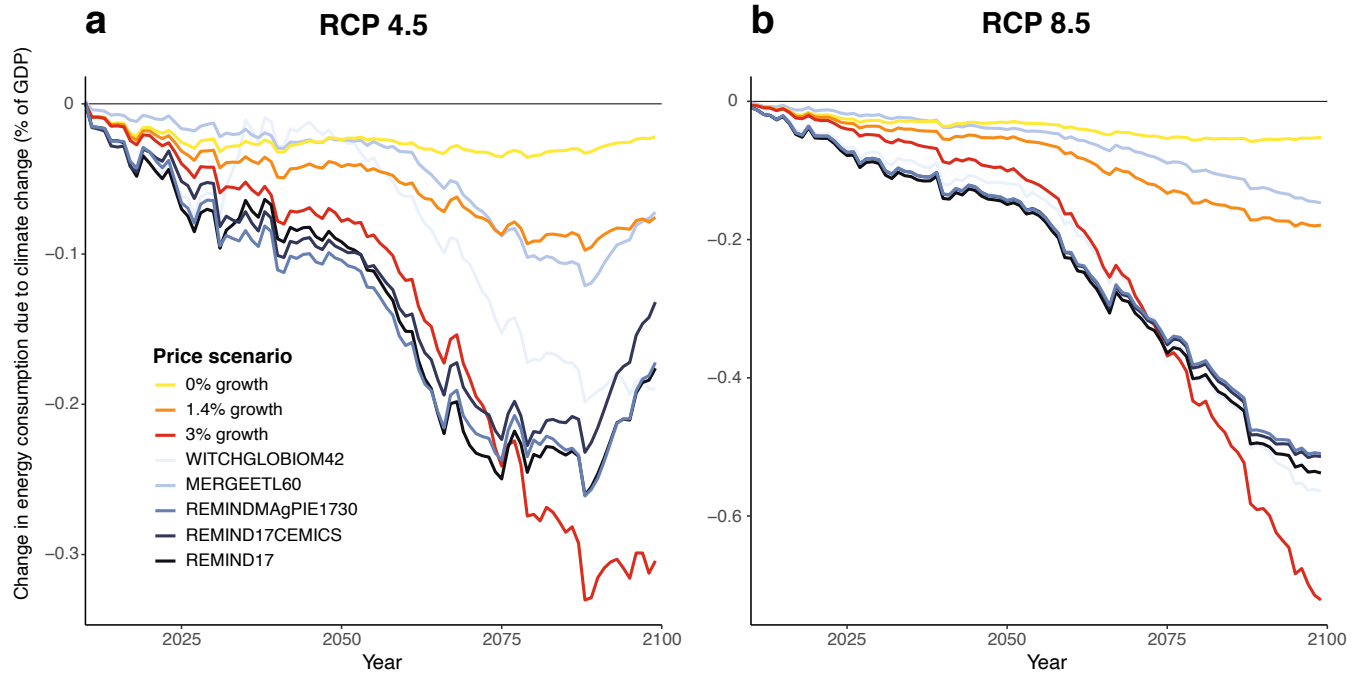 a
RCP 4.5
b
RCP 8.5
Change in energy consumption due to climate change (% of GDP)
0
−0.1
−0.2
−0.3
Price scenario
0% growth
1.4% growth
3% growth
WITCHGLOBIOM42
MERGEETL60
REMINDMAgPIE1730
REMIND17CEMICS
REMIND17
2025
2050
2075
2100
Year
0
−0.2
−0.4
−0.6
2025
2050
2075
2100
Year